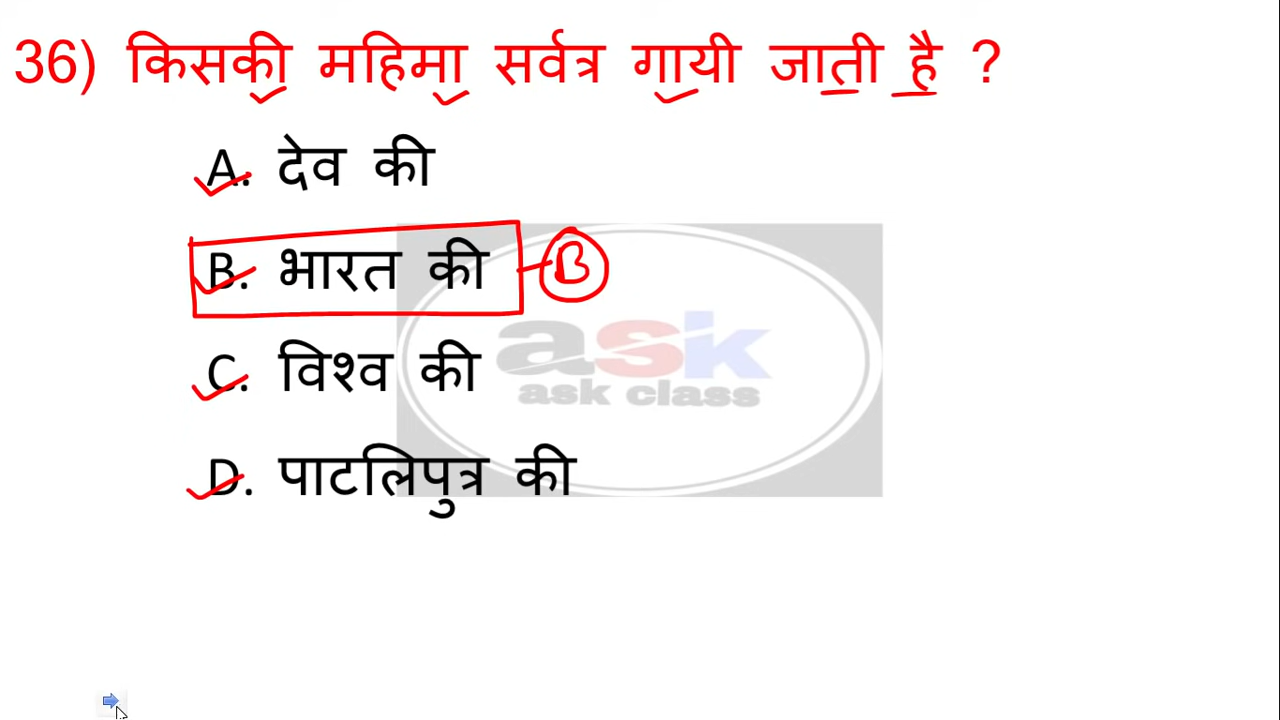 36) किसकी महिमा सर्वत्र गायी जाती है ?
A. देव की
B. भारत की B
C. विश्व की
ask
ask class
D. पाटलिपुत्र की